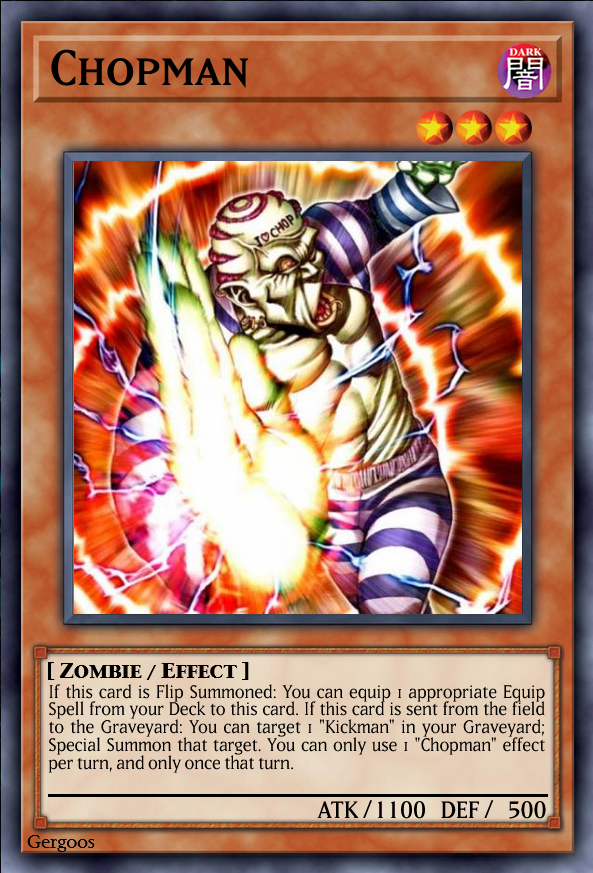 Chopman
DARK
闇
I♥CHOP
[ Zombie / Effect ]
If this card is Flip Summoned: You can equip 1 appropriate Equip
Spell from your Deck to this card. If this card is sent from the field
to the Graveyard: You can target 1 "Kickman" in your Graveyard;
Special Summon that target. You can only use 1 "Chopman" effect
per turn, and only once that turn.
ATK/1100 DEF/ 500
Gergoos